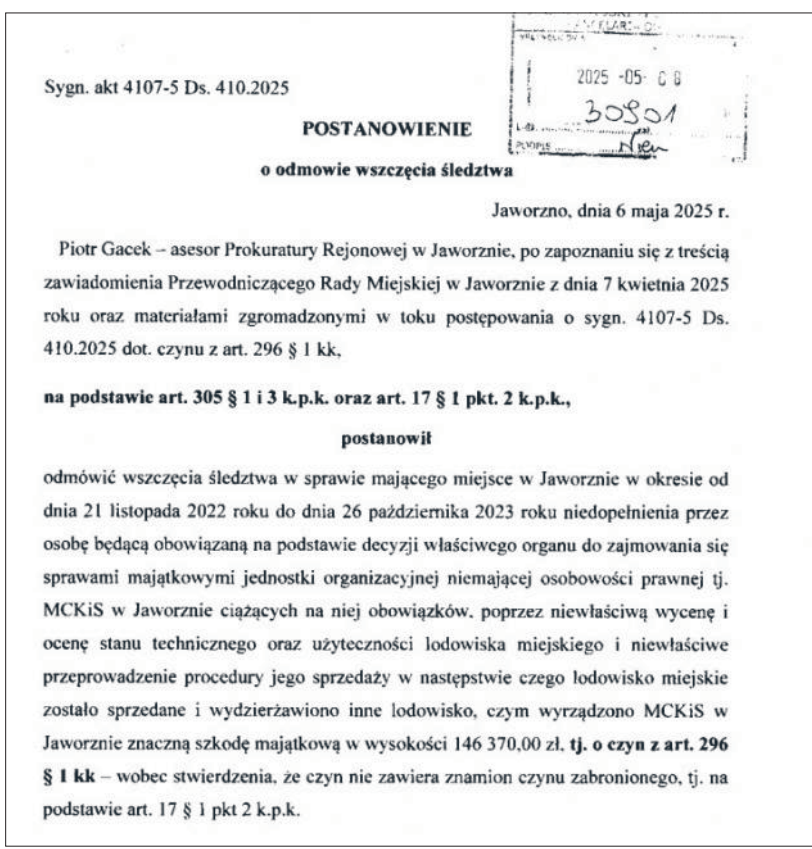 2025 -05- 08
30901
Sygn. akt 4107-5 Ds. 410.2025
POSTANOWIENIE
o odmowie wszczęcia śledztwa
Jaworzno, dnia 6 maja 2025 r.
Piotr Gacek – asesor Prokuratury Rejonowej w Jaworznie, po zapoznaniu się z treścią
zawiadomienia Przewodniczącego Rady Miejskiej w Jaworznie z dnia 7 kwietnia 2025
roku oraz materiałami zgromadzonymi w toku postępowania o sygn. 4107-5 Ds.
410.2025 dot. czynu z art. 296 § 1 kk,
na podstawie art. 305 § 1 i 3 k.p.k. oraz art. 17 § 1 pkt. 2 k.p.k.,
postanowił
odmówić wszczęcia śledztwa w sprawie mającego miejsce w Jaworznie w okresie od
dnia 21 listopada 2022 roku do dnia 26 października 2023 roku niedopełnienia przez
osobę będącą obowiązaną na podstawie decyzji właściwego organu do zajmowania się
sprawami majątkowymi jednostki organizacyjnej niemającej osobowości prawnej tj.
MCKiS w Jaworznie ciążących na niej obowiązków, poprzez niewłaściwą wycenę i
ocenę stanu technicznego oraz użyteczności lodowiska miejskiego i niewłaściwe
przeprowadzenie procedury jego sprzedaży w następstwie czego lodowisko miejskie
zostało sprzedane i wydzierżawiono inne lodowisko, czym wyrządzono MCKiS w
Jaworznie znaczną szkodę majątkową w wysokości 146 370,00 zł, tj. o czyn z art. 296
§ 1 kk – wobec stwierdzenia, że czyn nie zawiera znamion czynu zabronionego, tj. na
podstawie art. 17 § 1 pkt 2 k.p.k.